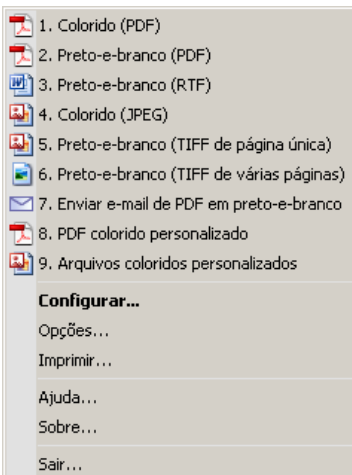 1. Colorido (PDF)
2. Preto-e-branco (PDF)
3. Preto-e-branco (RTF)
4. Colorido (JPEG)
5. Preto-e-branco (TIFF de página única)
6. Preto-e-branco (TIFF de várias páginas)
7. Enviar e-mail de PDF em preto-e-branco
8. PDF colorido personalizado
9. Arquivos coloridos personalizados
Configurar...
Opções...
Imprimir...
Ajuda...
Sobre...
Sair...